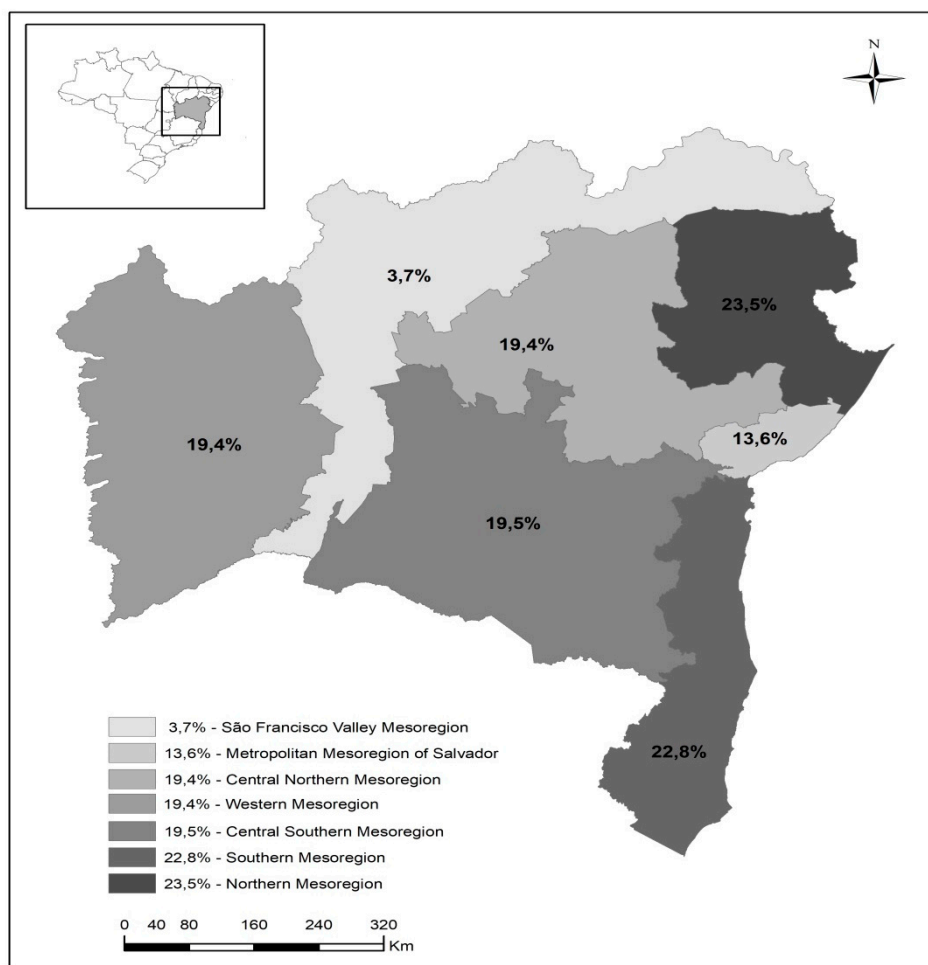 N
3,7%
23,5%
19,4%
13,6%
19,4%
19,5%
22,8%
3,7% - São Francisco Valley Mesoregion
13,6% - Metropolitan Mesoregion of Salvador
19,4% - Central Northern Mesoregion
19,4% - Western Mesoregion
19,5% - Central Southern Mesoregion
22,8% - Southern Mesoregion
23,5% - Northern Mesoregion
0 40 80 160 240 320
Km